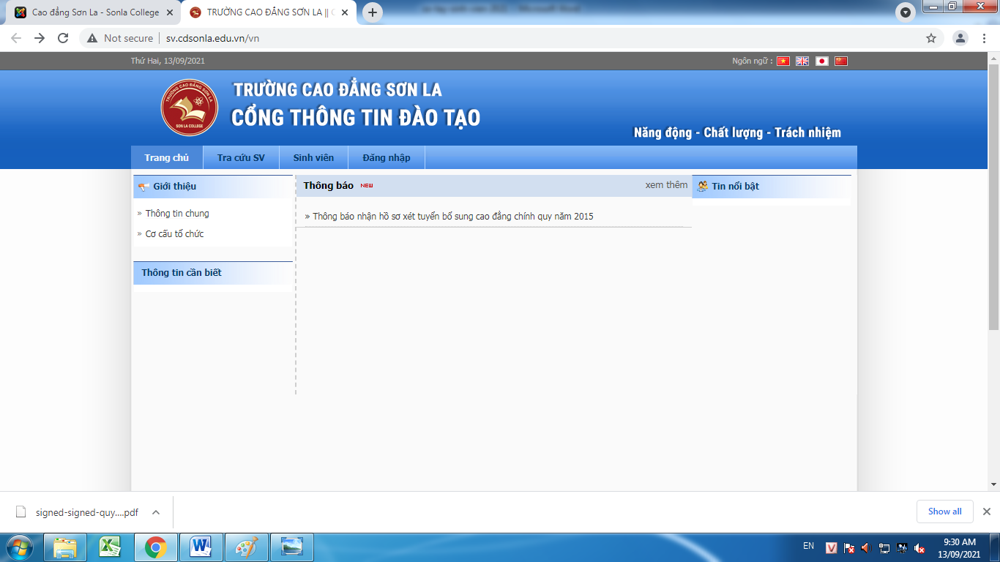 Cao đẳng Sơn La - Sonla College
TRƯỜNG CAO ĐẲNG SƠN LA ||
Not secure
sv.cdsonla.edu.vn/vn
Thứ Hai, 13/09/2021
Ngôn ngữ :
TRƯỜNG CAO ĐẲNG SƠN LA
SON LA COLLEGE
TRƯỜNG CAO ĐẲNG SƠN LA
CỔNG THÔNG TIN ĐÀO TẠO
Năng động - Chất lượng - Trách nhiệm
Trang chủ
Tra cứu SV
Sinh viên
Đăng nhập
Giới thiệu
» Thông tin chung
» Cơ cấu tổ chức
Thông tin cần biết
Thông báo NEW
xem thêm
» Thông báo nhận hồ sơ xét tuyển bổ sung cao đẳng chính quy năm 2015
Tin nổi bật
signed-signed-quy....pdf
Show all
EN
9:30 AM
13/09/2021